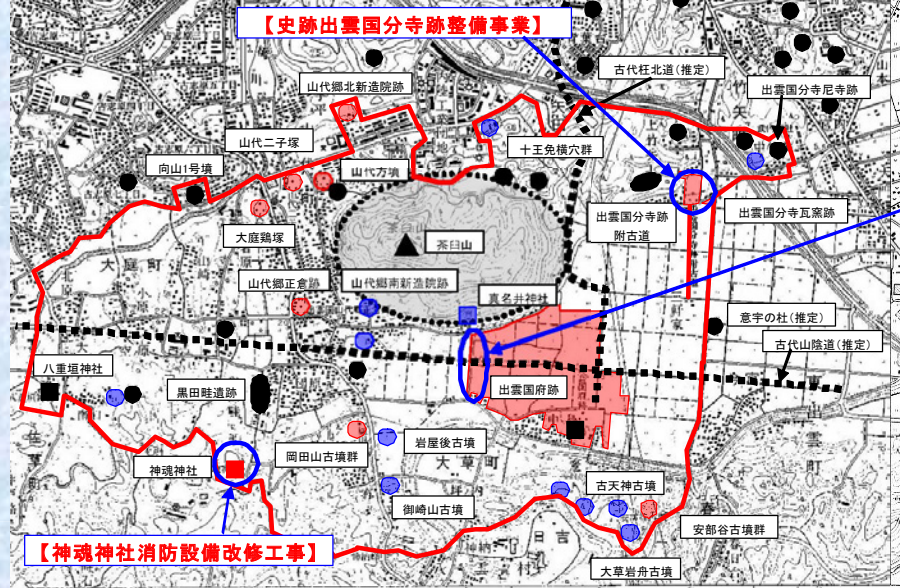 【史跡出雲国分寺跡整備事業】
古代枉北道(推定)
出雲国分寺尼寺跡
山代郷北新造院跡
山代二子塚
十王免横穴群
向山1号墳
山代方墳
出雲国分寺跡
附古道
出雲国分寺瓦窯跡
大庭鶏塚
茶臼山
大庭町
山代郷正倉跡
山代郷南新造院跡
真名井神社
意宇の杜(推定)
古代山陰道(推定)
八重垣神社
黒田畦遺跡
出雲国府跡
岩屋後古墳
大草町
岡田山古墳群
神魂神社
御崎山古墳
古天神古墳
安部谷古墳群
日吉
大草岩舟古墳
【神魂神社消防設備改修工事】